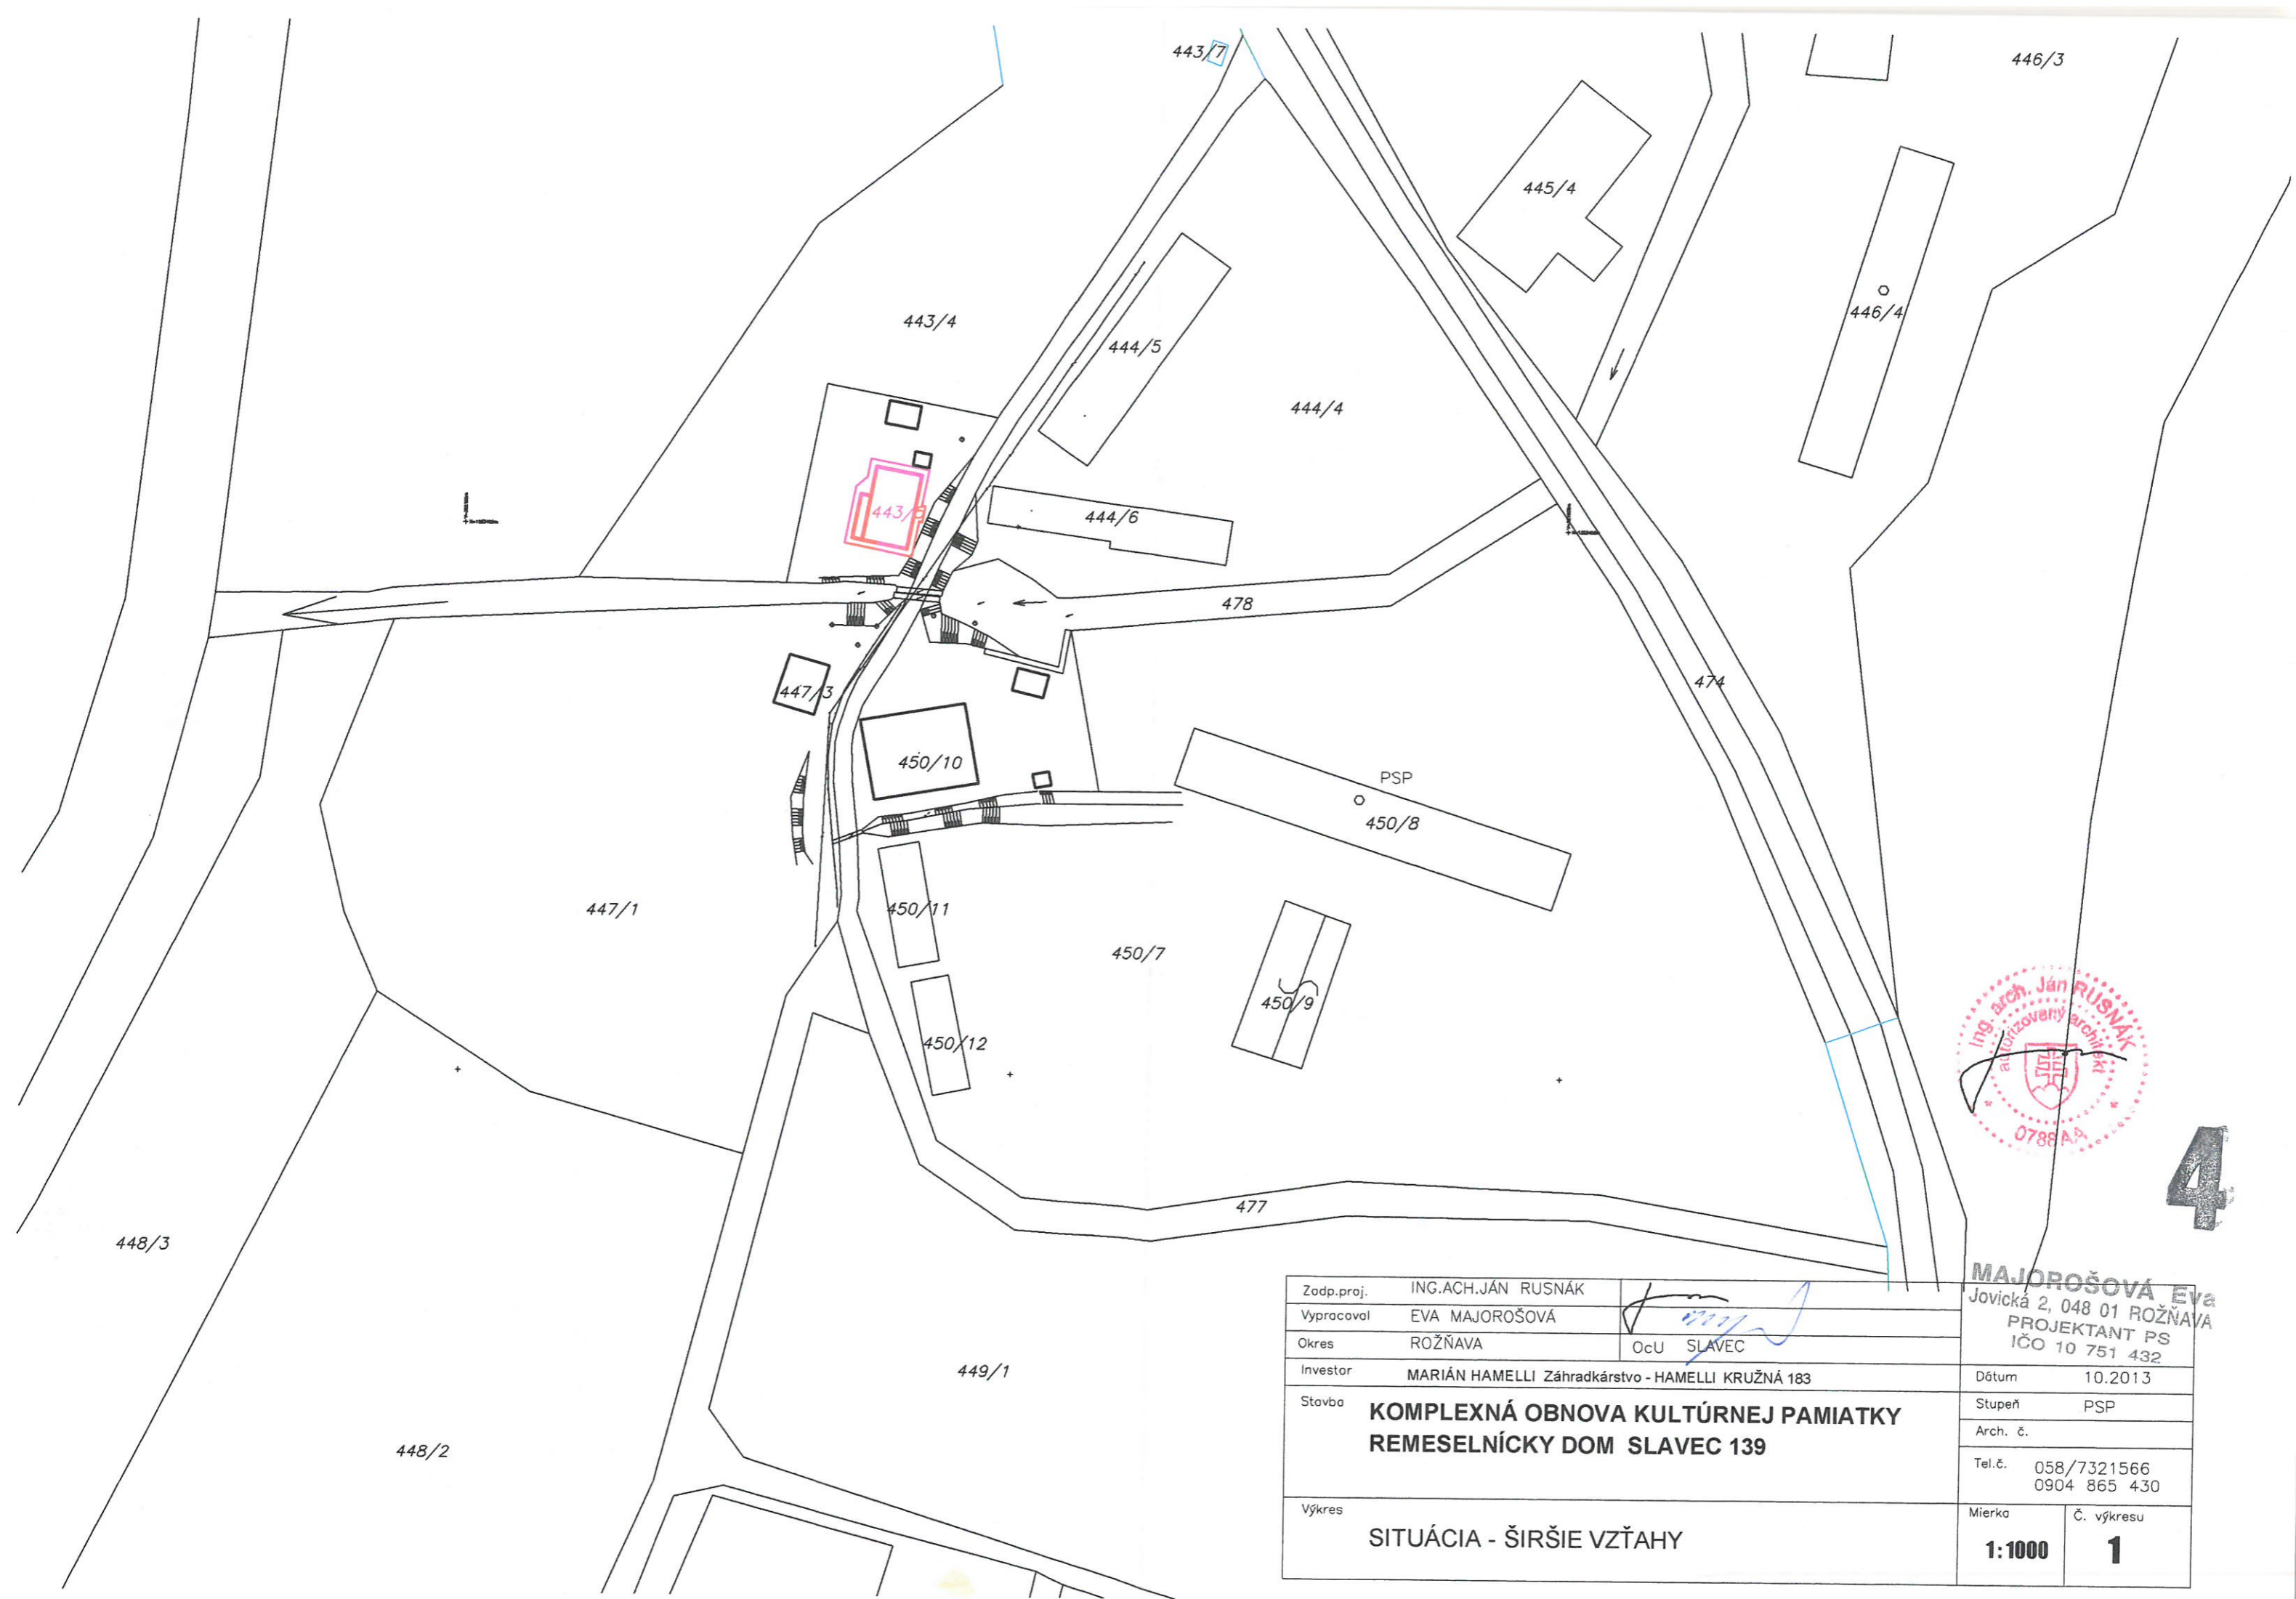 443/7
446/3
445/4
446/4
443/4
444/5
444/4
443/5
444/6
478
474
447/3
450/10
PSP
450/8
447/1
450/11
450/7
450/9
450/12
Ing. arch. Ján RUSNÁK
autorizovaný architekt
0788 AA
4
477
448/3
449/1
448/2
MAJOROŠOVÁ Eva
Jovická 2, 048 01 ROŽŇAVA
PROJEKTANT PS
IČO 10 751 432
Zodp.proj. ING.ACH.JÁN RUSNÁK
Vypracoval EVA MAJOROŠOVÁ
Okres ROŽŇAVA OcU SLAVEC
Investor MARIÁN HAMELLI Záhradkárstvo - HAMELLI KRUŽNÁ 183
Dátum 10.2013
Stavba KOMPLEXNÁ OBNOVA KULTÚRNEJ PAMIATKY
REMESELNÍCKY DOM SLAVEC 139
Stupeň PSP
Arch. č.
Tel.č. 058/7321566
0904 865 430
Výkres
SITUÁCIA - ŠIRŠIE VZŤAHY
Mierka Č. výkresu
1:1000 1